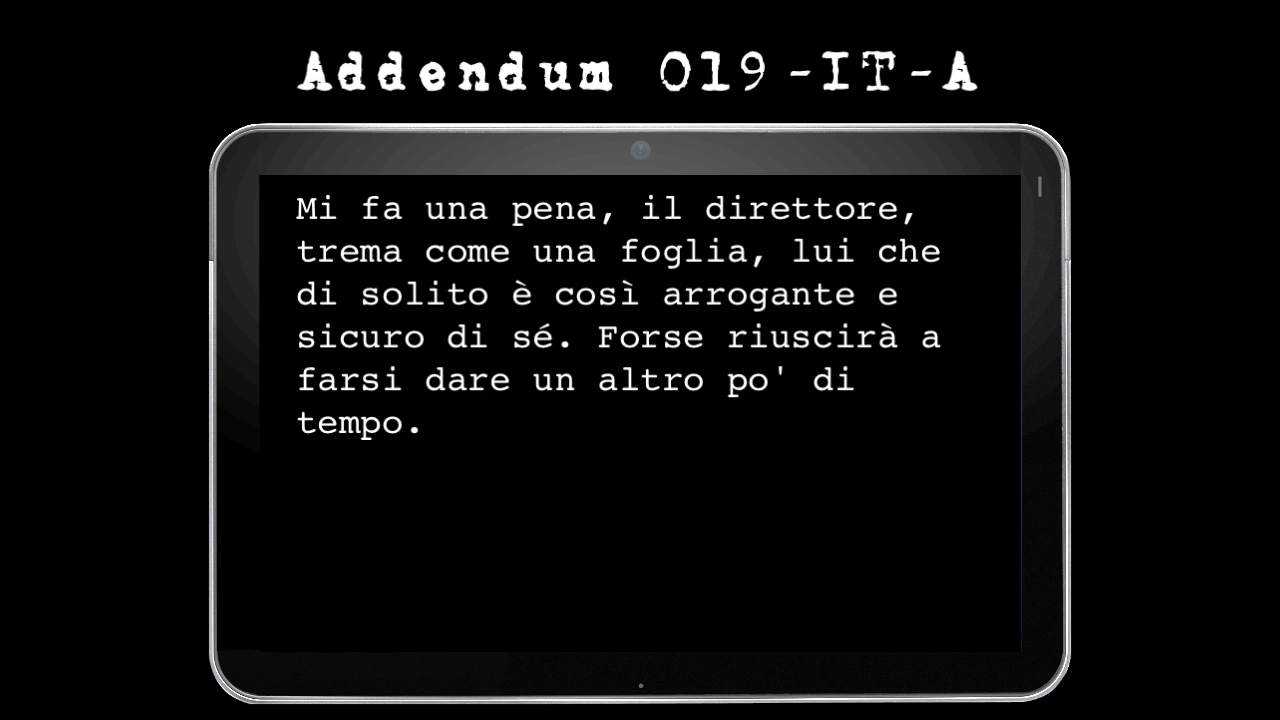 Addendum 019-IT-A
Mi fa una pena, il direttore,
trema come una foglia, lui che
di solito è così arrogante e
sicuro di sé. Forse riuscirà a
farsi dare un altro po' di
tempo.